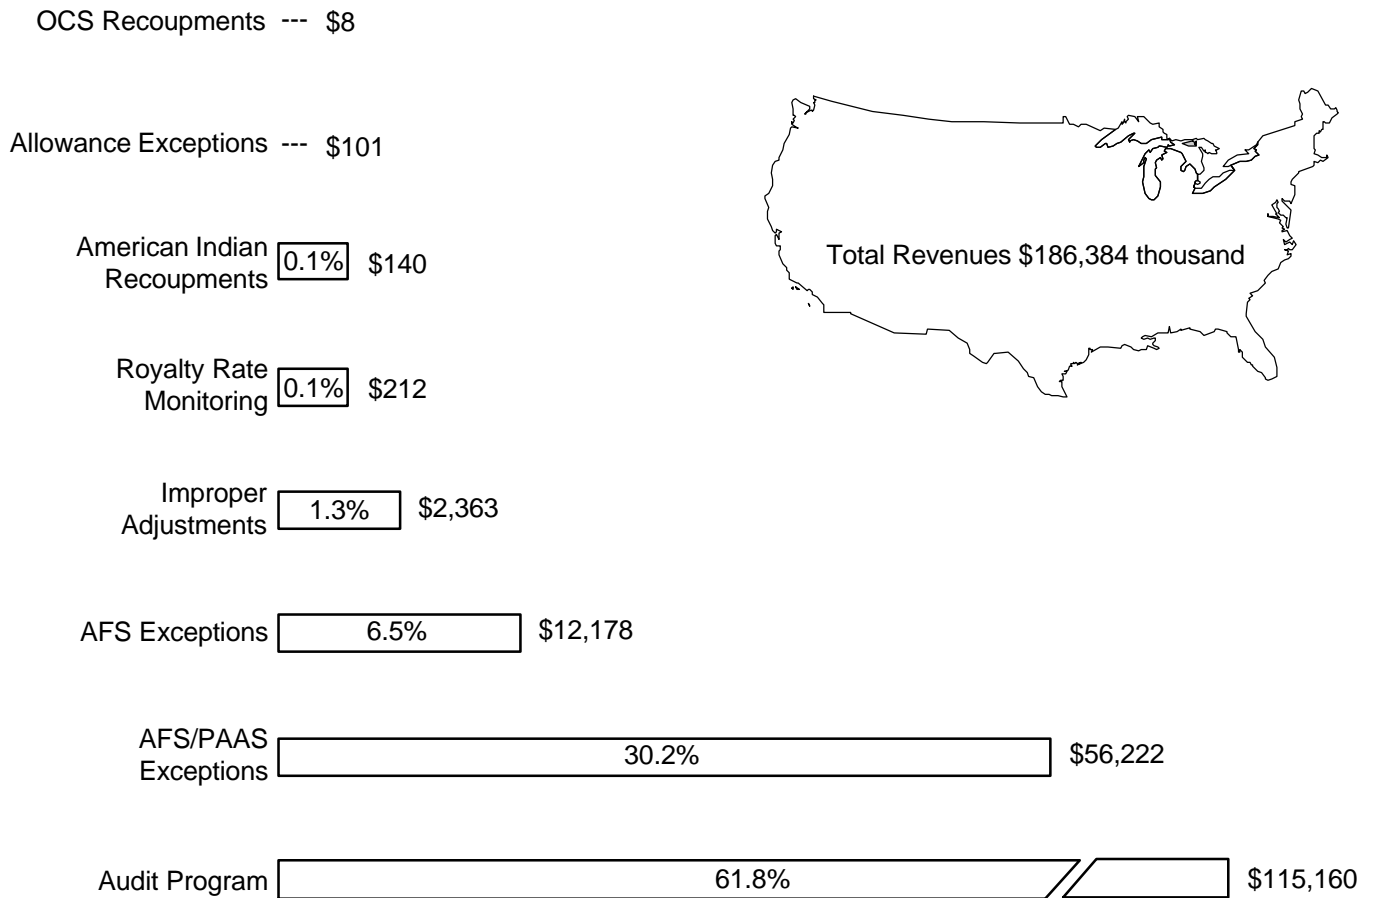 OCS Recoupments --- $8
Allowance Exceptions --- $101
American Indian
Recoupments
0.1% $140
Total Revenues $186,384 thousand
Royalty Rate
Monitoring
0.1% $212
Improper
Adjustments
1.3% $2,363
AFS Exceptions 6.5% $12,178
AFS/PAAS
Exceptions
30.2% $56,222
Audit Program 61.8% $115,160